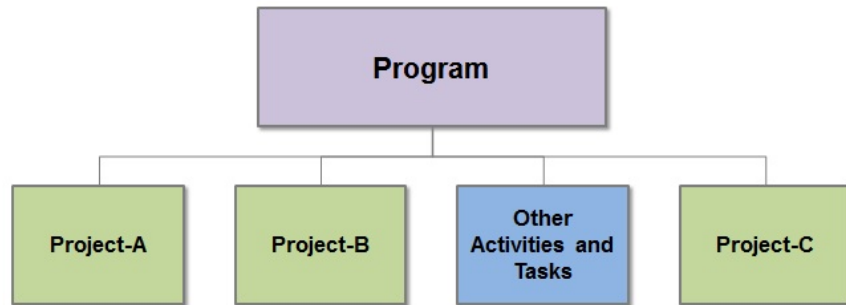 Program
Project-A
Project-B
Other
Activities and
Tasks
Project-C